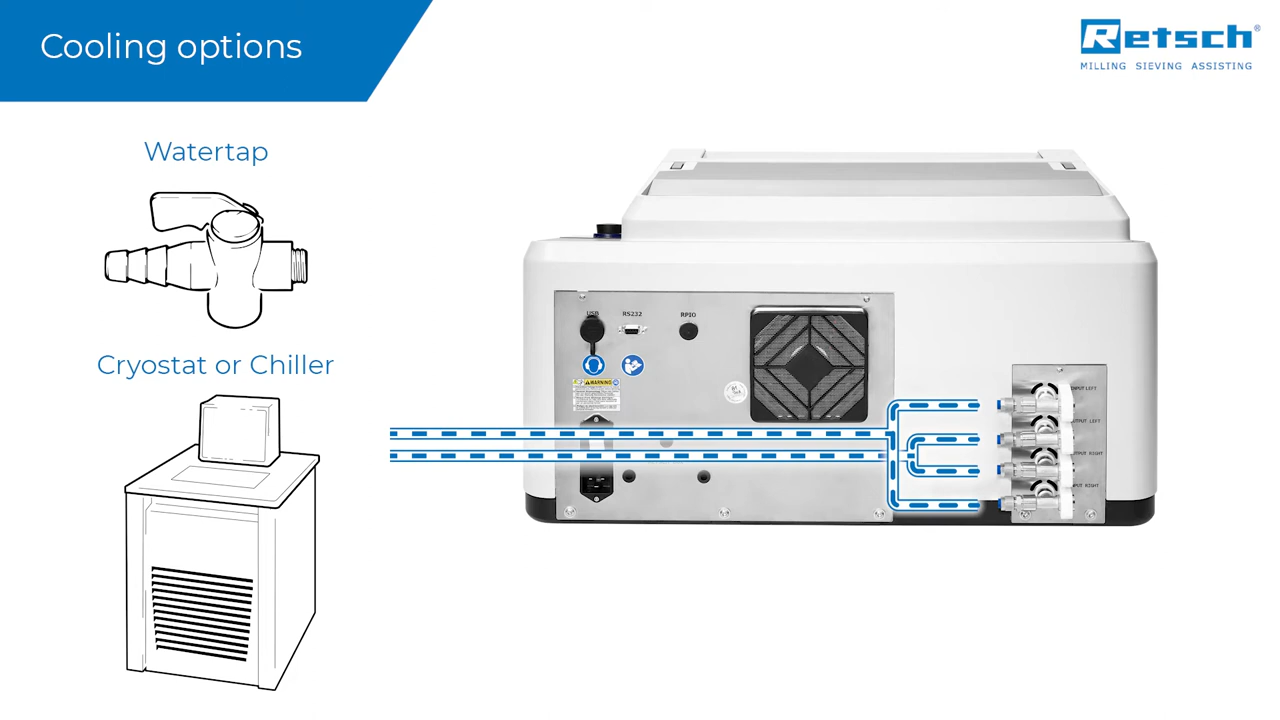 Cooling options
Retsch®
MILLING SIEVING ASSISTING
Watertap
Cryostat or Chiller
USB
RS232
RPIO
WARNING
INPUT LEFT
OUTPUT LEFT
OUTPUT RIGHT
INPUT RIGHT